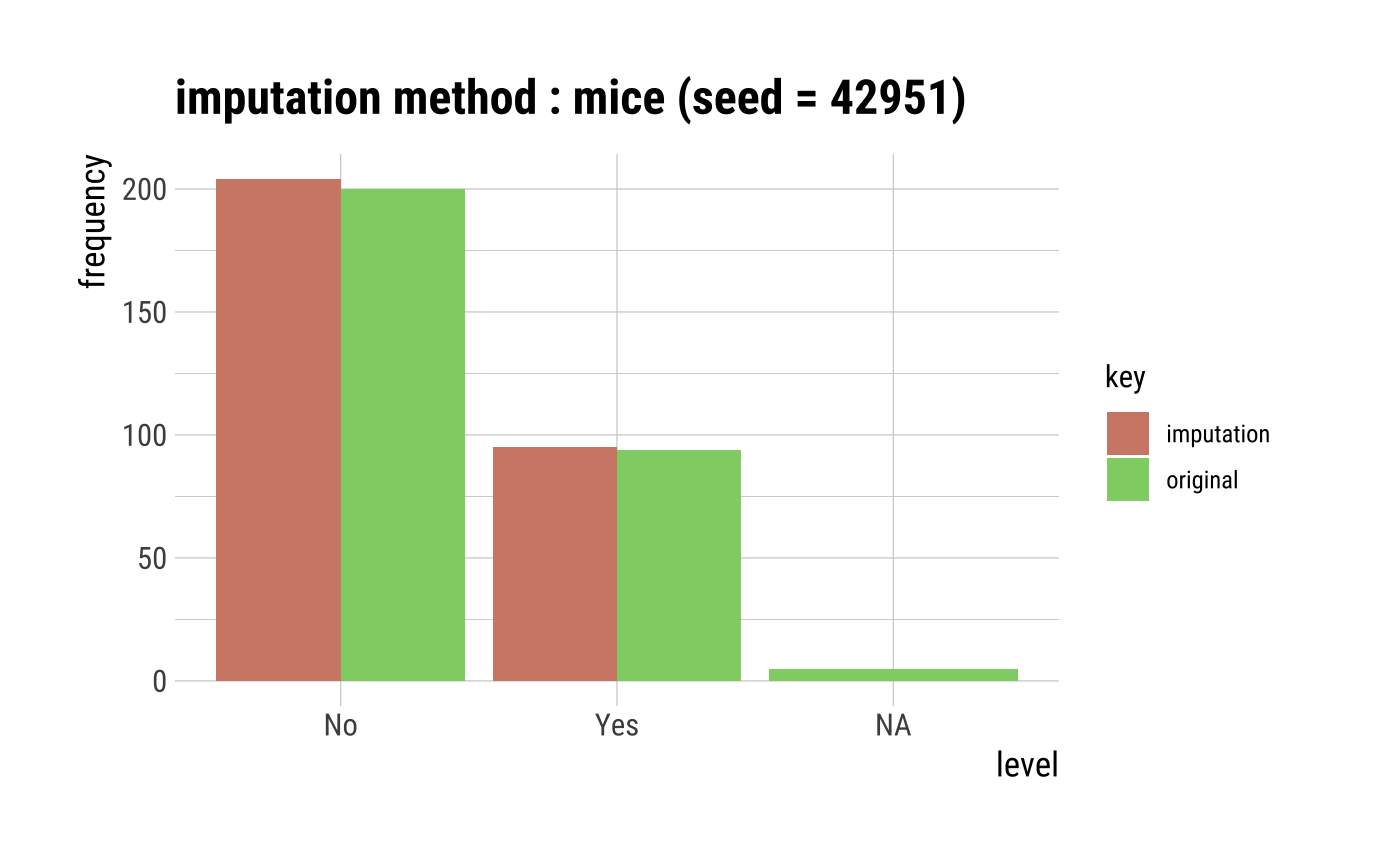 imputation method : mice (seed = 42951)
frequency
200
150
100
50
0
No
Yes
NA
level
key
imputation
original